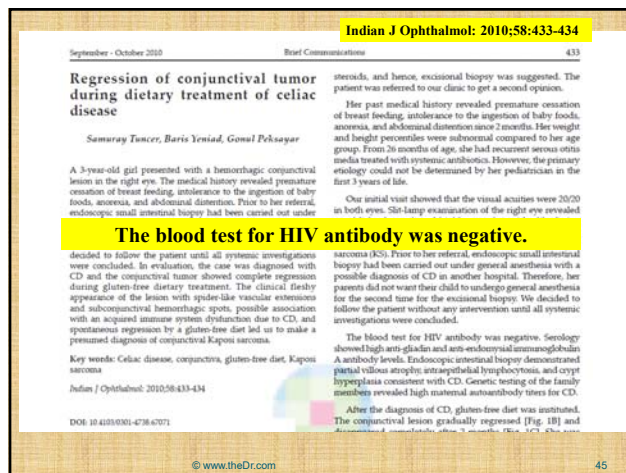 Indian J Ophthalmol: 2010;58:433-434
September - October 2010
Brief Communications
433
Regression of conjunctival tumor
during dietary treatment of celiac
disease
Samuray Tuncer, Baris Yeniad, Gonul Peksayar
A 3-year-old girl presented with a hemorrhagic conjunctival
lesion in the right eye. The medical history revealed premature
cessation of breast feeding, intolerance to the ingestion of baby
foods, anorexia, and abdominal distention. Prior to her referral,
endoscopic small intestinal biopsy had been carried out under
decided to follow the patient until all systemic investigations
were concluded. In evaluation, the case was diagnosed with
CD and the conjunctival tumor showed complete regression
during gluten-free dietary treatment. The clinical fleshy
appearance of the lesion with spider-like vascular extensions
and subconjunctival hemorrhagic spots, possible association
with an acquired immune system dysfunction due to CD, and
spontaneous regression by a gluten-free diet led us to make a
presumed diagnosis of conjunctival Kaposi sarcoma.
Key words: Celiac disease, conjunctiva, gluten-free diet, Kaposi
sarcoma
Indian J Ophthalmol: 2010;58:433-434
DOI: 10.4103/0301-4738.67071
steroids, and hence, excisional biopsy was suggested. The
patient was referred to our clinic to get a second opinion.
Her past medical history revealed premature cessation
of breast feeding, intolerance to the ingestion of baby foods,
anorexia, and abdominal distention since 2 months. Her weight
and height percentiles were subnormal compared to her age
group. From 26 months of age, she had recurrent serous otitis
media treated with systemic antibiotics. However, the primary
etiology could not be determined by her pediatrician in the
first 3 years of life.
Our initial visit showed that the visual acuities were 20/20
in both eyes. Slit-lamp examination of the right eye revealed
The blood test for HIV antibody was negative.
sarcoma (KS). Prior to her referral, endoscopic small intestinal
biopsy had been carried out under general anesthesia with a
possible diagnosis of CD in another hospital. Therefore, her
parents did not want their child to undergo general anesthesia
for the second time for the excisional biopsy. We decided to
follow the patient without any intervention until all systemic
investigations were concluded.
The blood test for HIV antibody was negative. Serology
showed high anti-gliadin and anti-endomysial immunoglobulin
A antibody levels. Endoscopic intestinal biopsy demonstrated
partial villous atrophy, intraepithelial lymphocytosis, and crypt
hyperplasia consistent with CD. Genetic testing of the family
members revealed high maternal autoantibody titers for CD.
After the diagnosis of CD, gluten-free diet was instituted.
The conjunctival lesion gradually regressed [Fig. 1B] and
© www.theDr.com
45